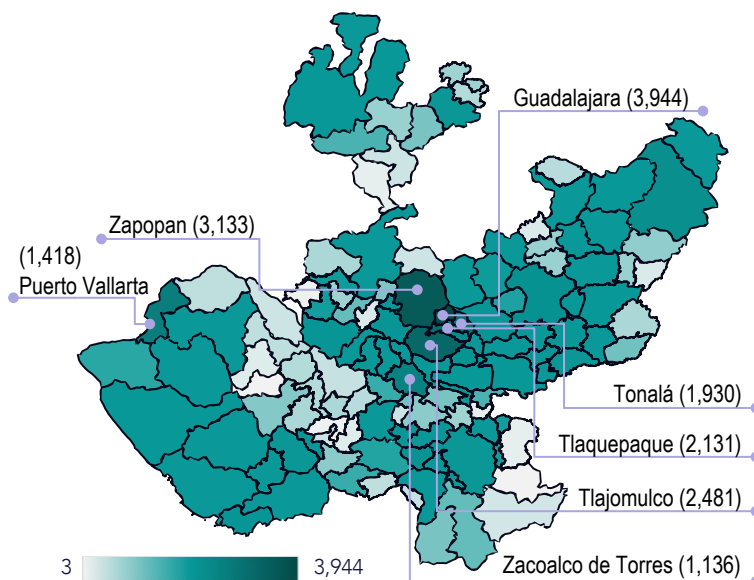 Guadalajara (3,944)
Zapopan (3,133)
(1,418)
Puerto Vallarta
Tonalá (1,930)
Tlaquepaque (2,131)
Tlajomulco (2,481)
Zacoalco de Torres (1,136)
3
3,944